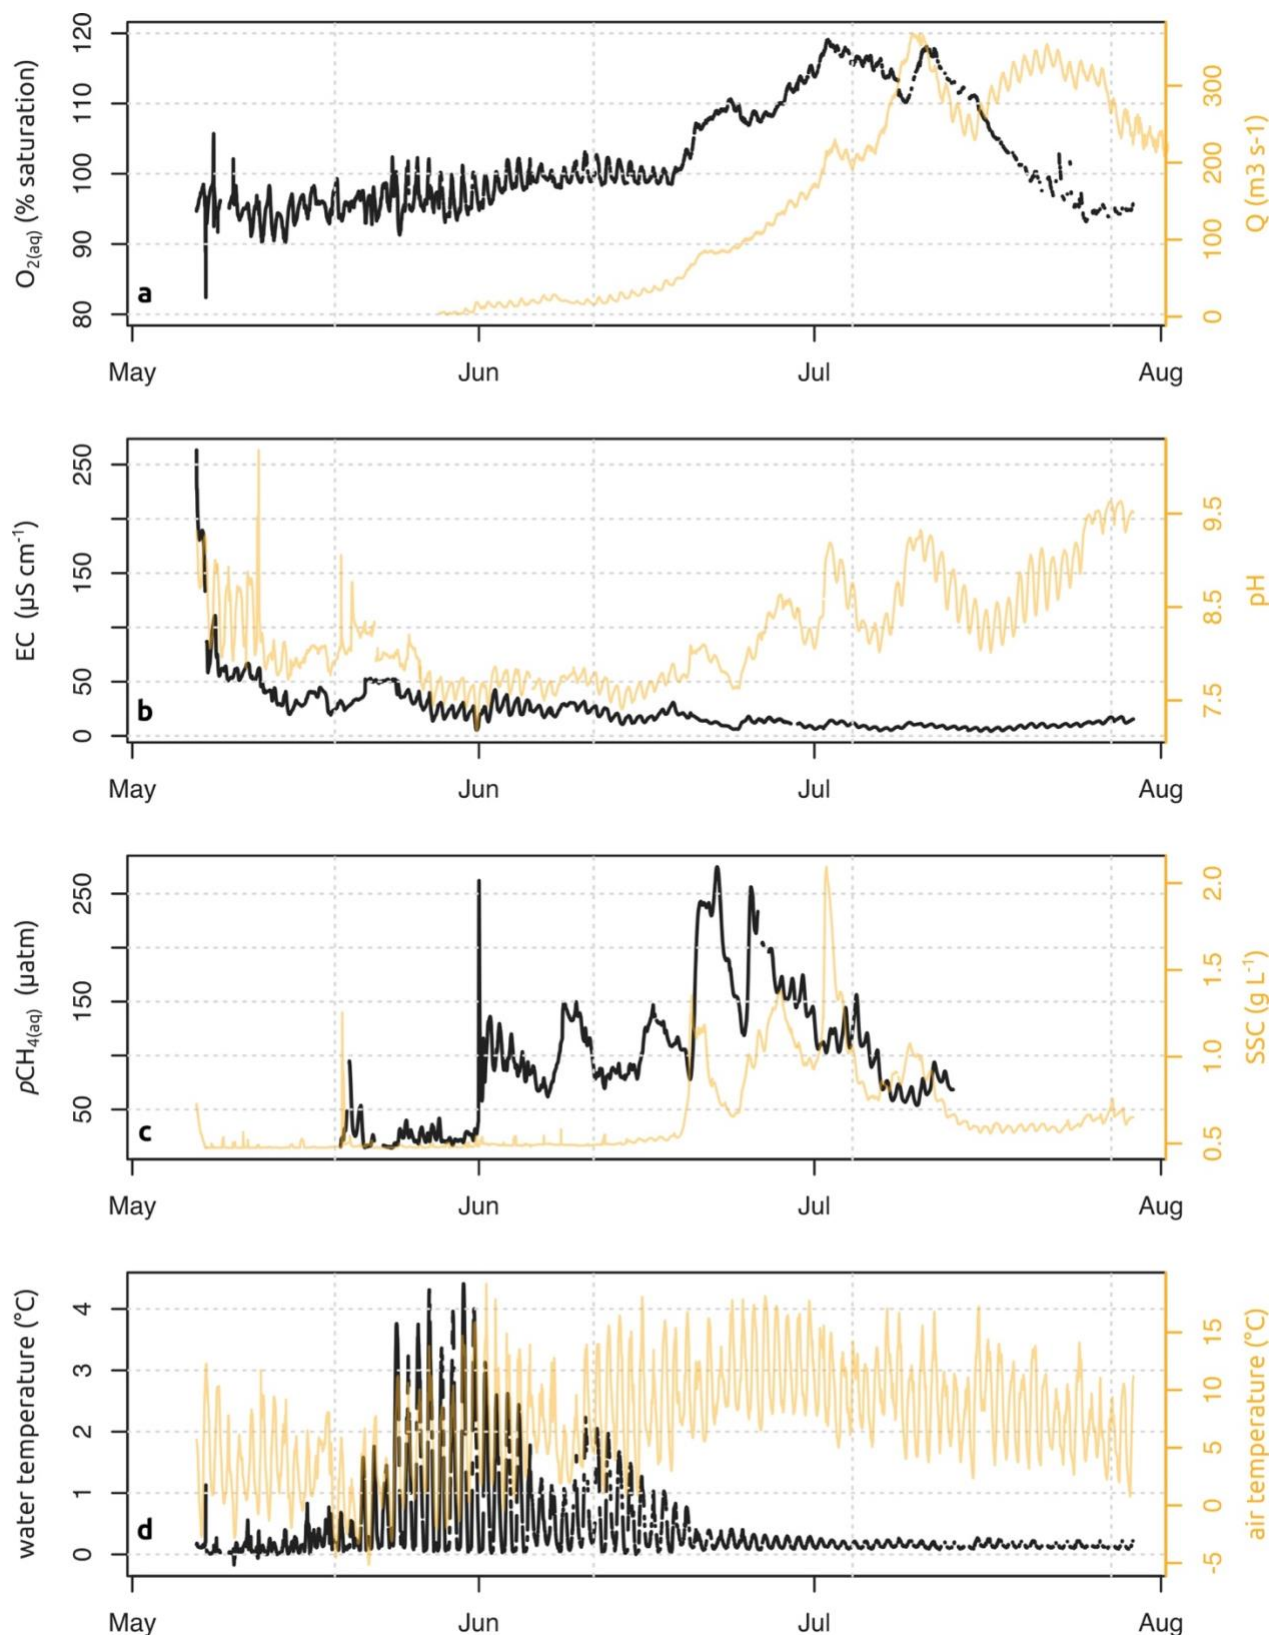 O2(aq) (% saturation)
80 90 100 110 120
a
0 100 200 300
Q (m3 s-1)
May Jun Jul Aug
EC (µS cm-1)
0 50 150 250
b
7.5 8.5 9.5
pH
May Jun Jul Aug
pCH4(aq) (µatm)
50 150 250
c
0.5 1.0 1.5 2.0
SSC (g L-1)
May Jun Jul Aug
water temperature (°C)
0 1 2 3 4
d
-5 0 5 10 15
air temperature (°C)
May Jun Jul Aug